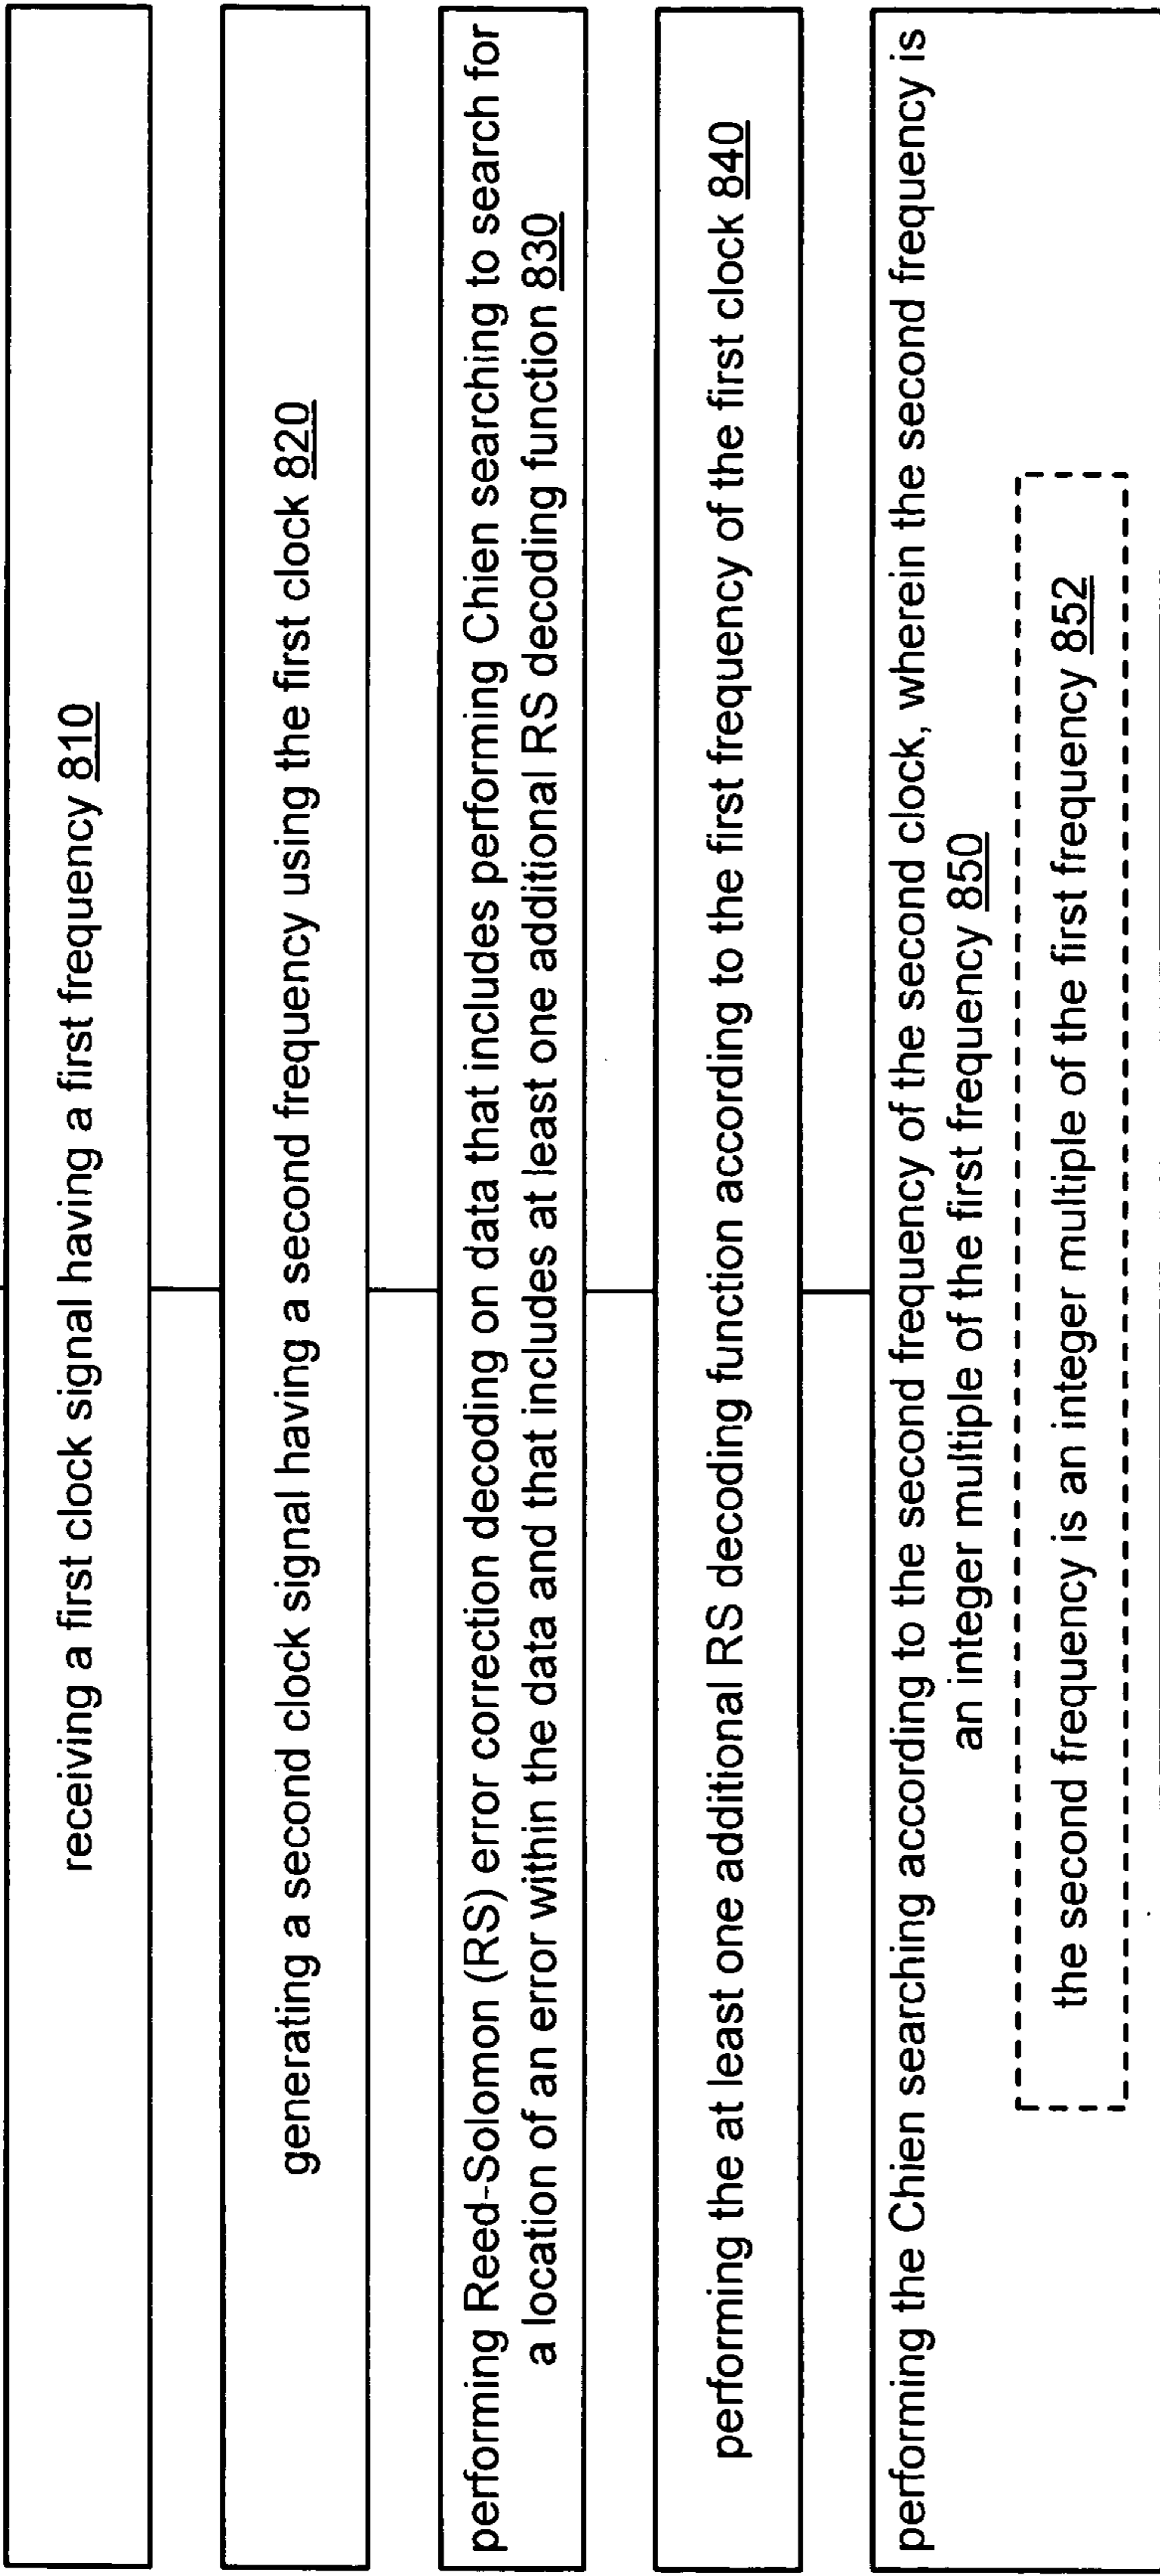 receiving a first clock signal having a first frequency 810
generating a second clock signal having a second frequency using the first clock 820
performing Reed-Solomon (RS) error correction decoding on data that includes performing Chien searching to search for
a location of an error within the data and that includes at least one additional RS decoding function 830
performing the at least one additional RS decoding function according to the first frequency of the first clock 840
performing the Chien searching according to the second frequency of the second clock, wherein the second frequency is
an integer multiple of the first frequency 850
the second frequency is an integer multiple of the first frequency 852